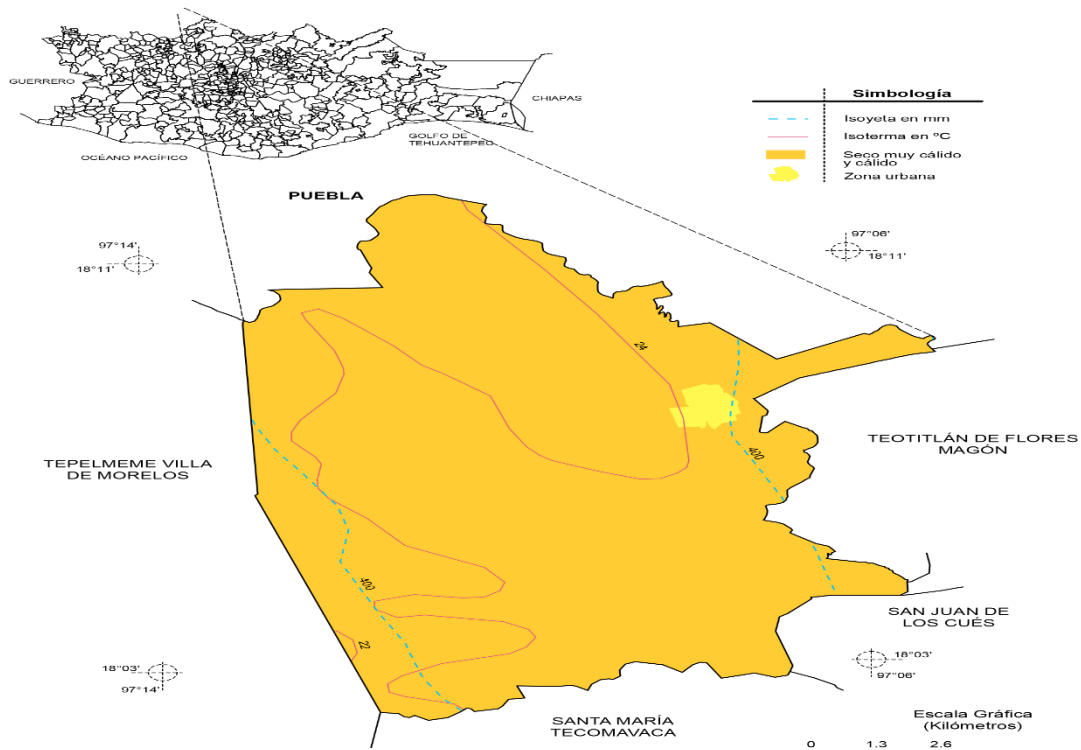 GUERRERO
CHIAPAS
GOLFO DE
TEHUANTEPEC
OCÉANO PACÍFICO
Simbología
Isoyeta en mm
Isoterma en ºC
Seco muy cálido
y cálido
Zona urbana
PUEBLA
97°14'
18°11'
97°06'
18°11'
24
TEPELMEME VILLA
DE MORELOS
TEOTITLÁN DE FLORES
MAGÓN
400
400
22
SAN JUAN DE
LOS CUÉS
18°03'
97°14'
18°03'
97°06'
SANTA MARÍA
TECOMAVACA
Escala Gráfica
(Kilómetros)
0 1.3 2.6